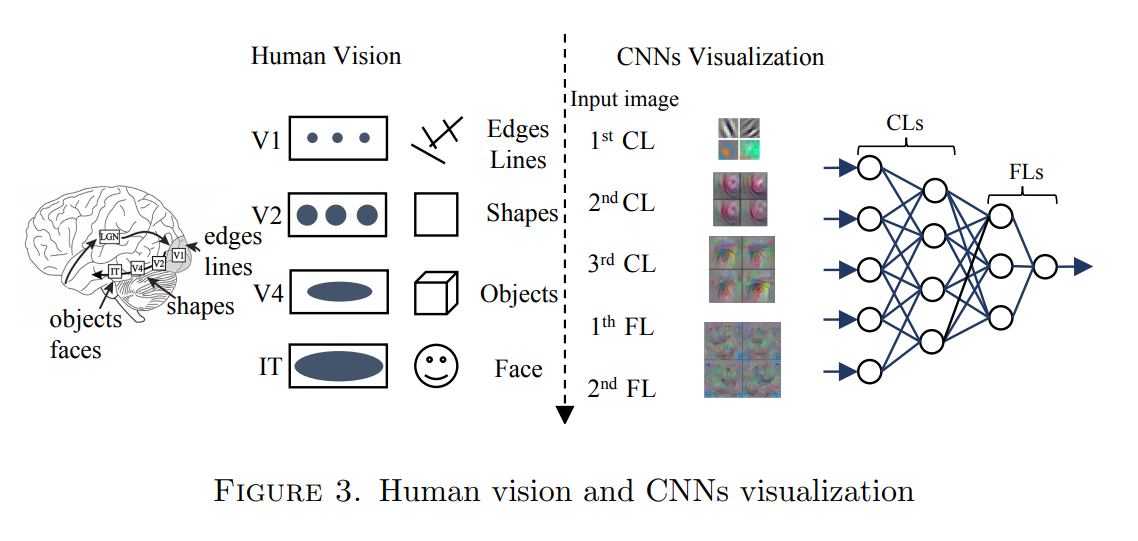 Human Vision
CNNs Visualization
Input image
V1
Edges
Lines
1st CL
V2
Shapes
2nd CL
V4
Objects
3rd CL
1th FL
IT
Face
2nd FL
LGN
IT
V4
V2
V1
edges
lines
shapes
objects
faces
CLs
FLs
FIGURE 3. Human vision and CNNs visualization